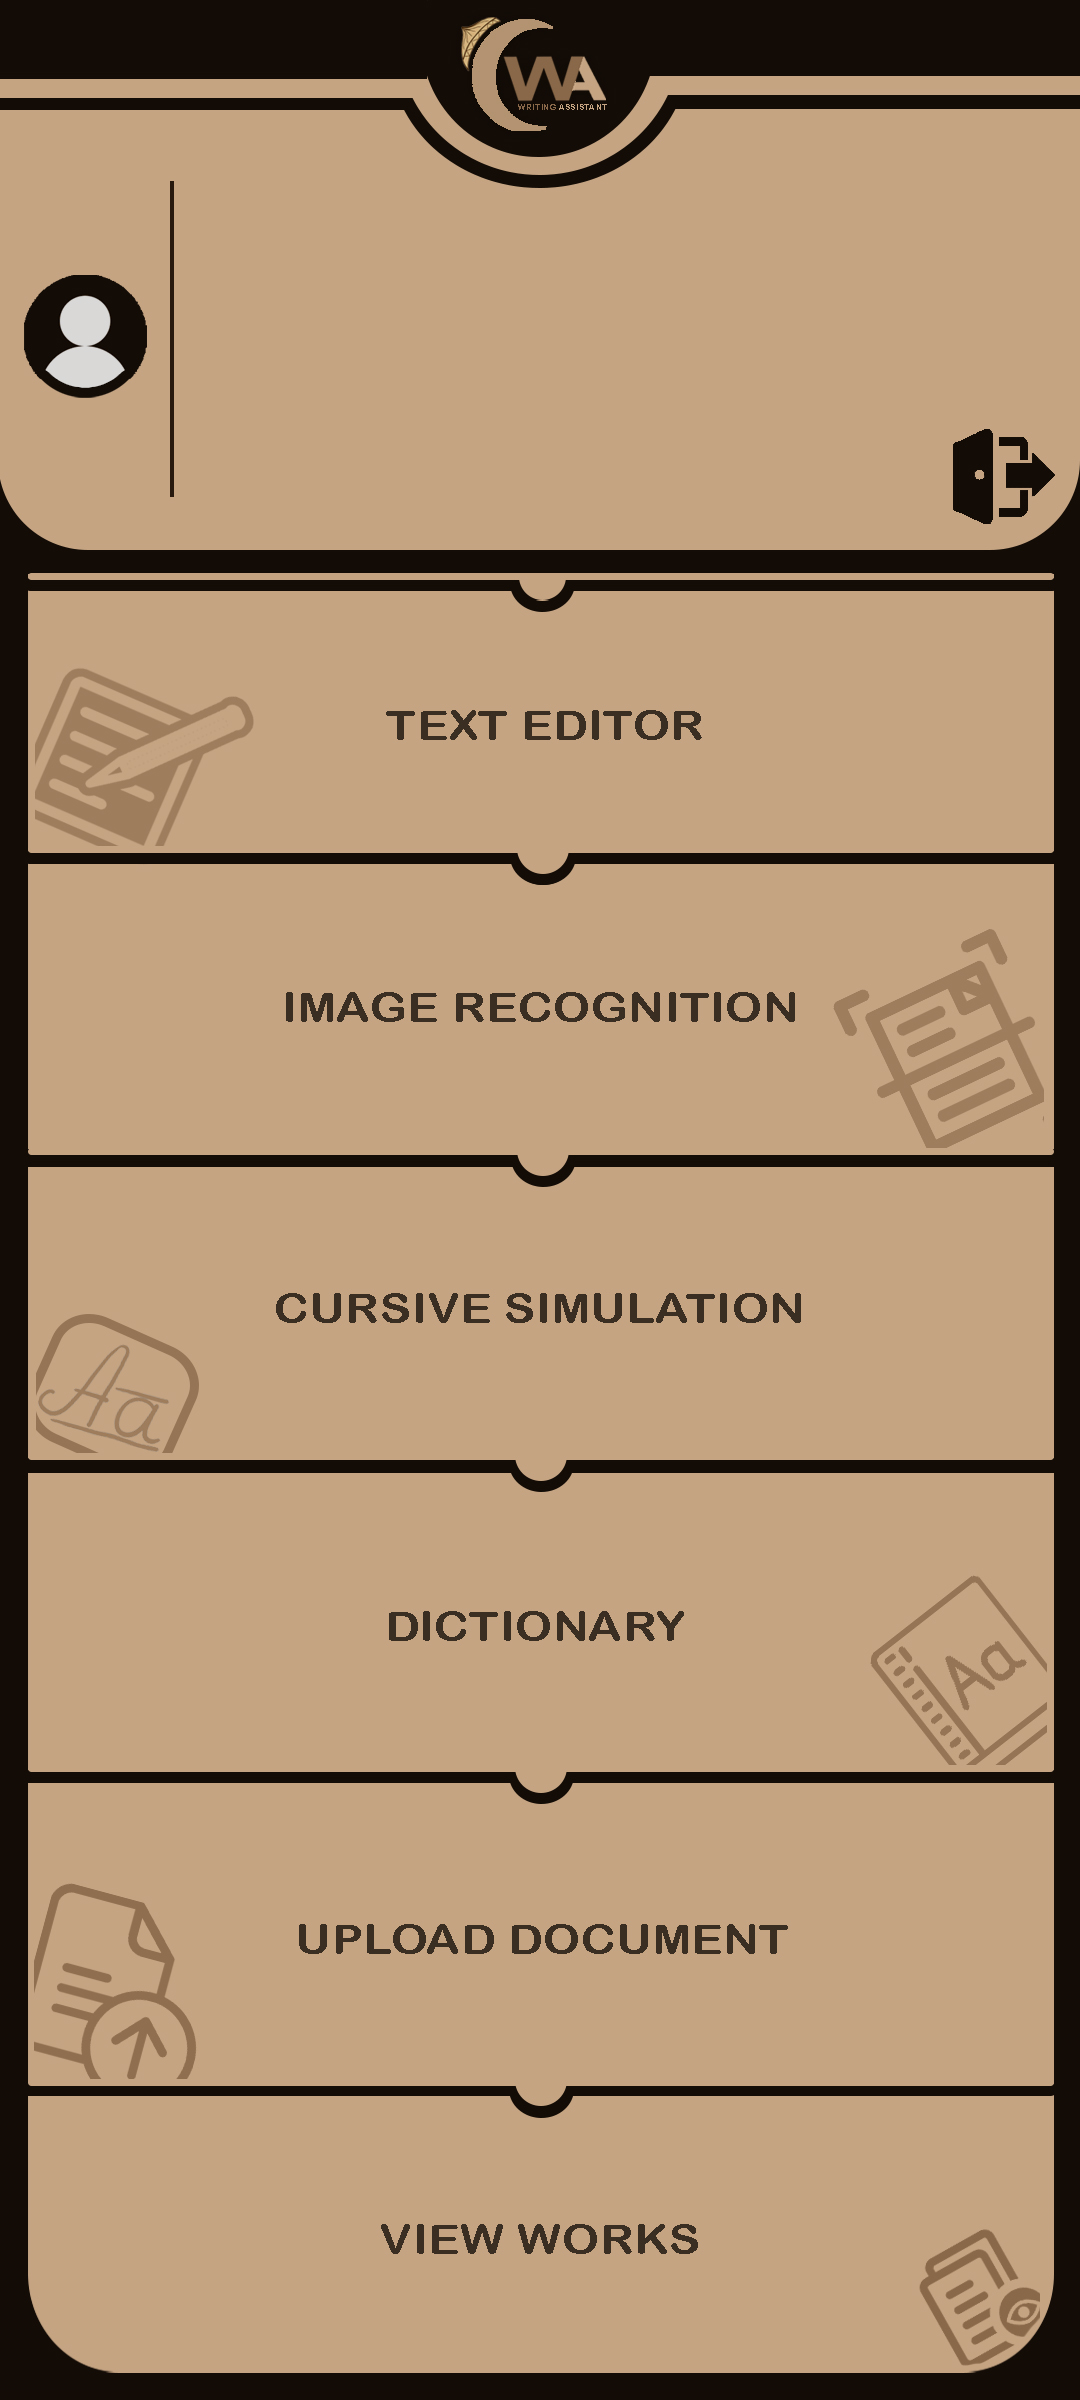 WA
WRITING ASSISTANT
TEXT EDITOR
IMAGE RECOGNITION
Aa
CURSIVE SIMULATION
DICTIONARY
Aa
UPLOAD DOCUMENT
VIEW WORKS